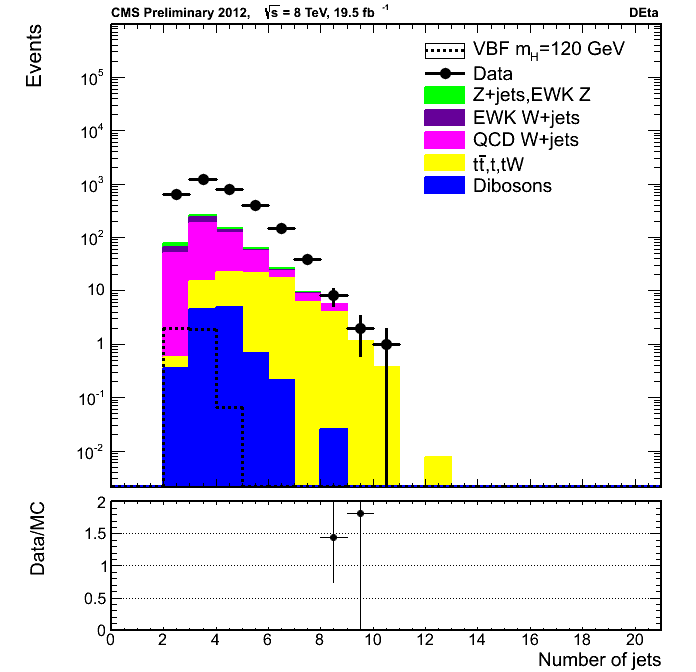 CMS Preliminary 2012, √s = 8 TeV, 19.5 fb⁻¹ DEta
Events
VBF m_H=120 GeV
Data
Z+jets,EWK Z
EWK W+jets
QCD W+jets
tt̄,t,tW
Dibosons
10⁵
10⁴
10³
10²
10
1
10⁻¹
10⁻²
Data/MC
2
1.5
1
0.5
0
0 2 4 6 8 10 12 14 16 18 20
Number of jets